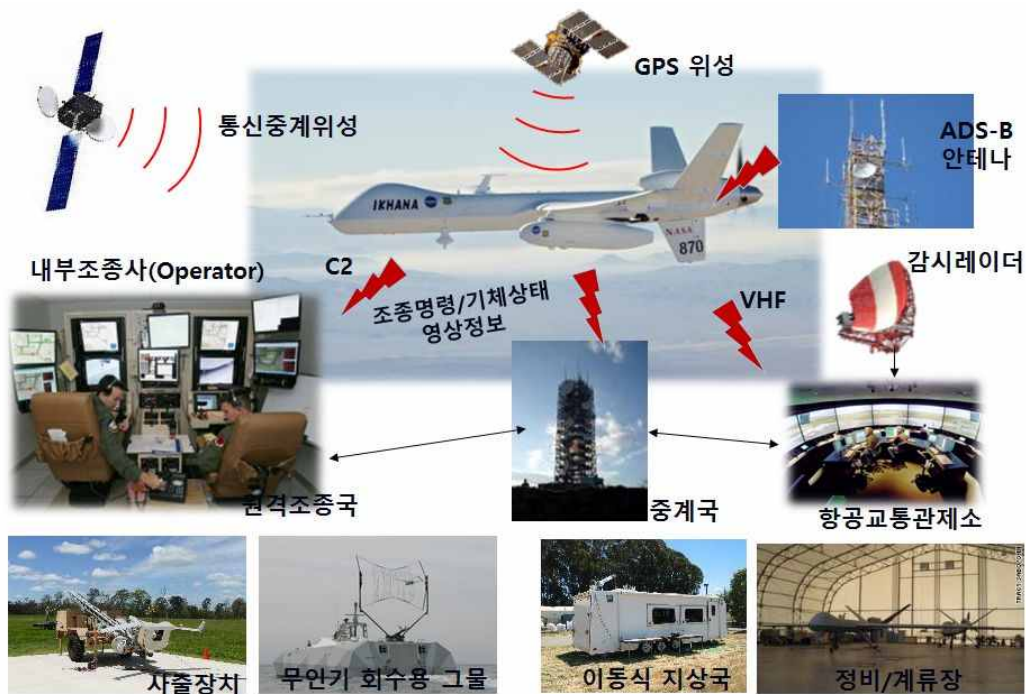 GPS 위성
통신중계위성
ADS-B
안테나
IKHANA
NASA
870
내부조종사(Operator)
C2
조종명령/기체상태
영상정보
VHF
감시레이더
원격조종국
중계국
항공교통관제소
사출장치
무인기 회수용 그물
이동식 지상국
정비/계류장